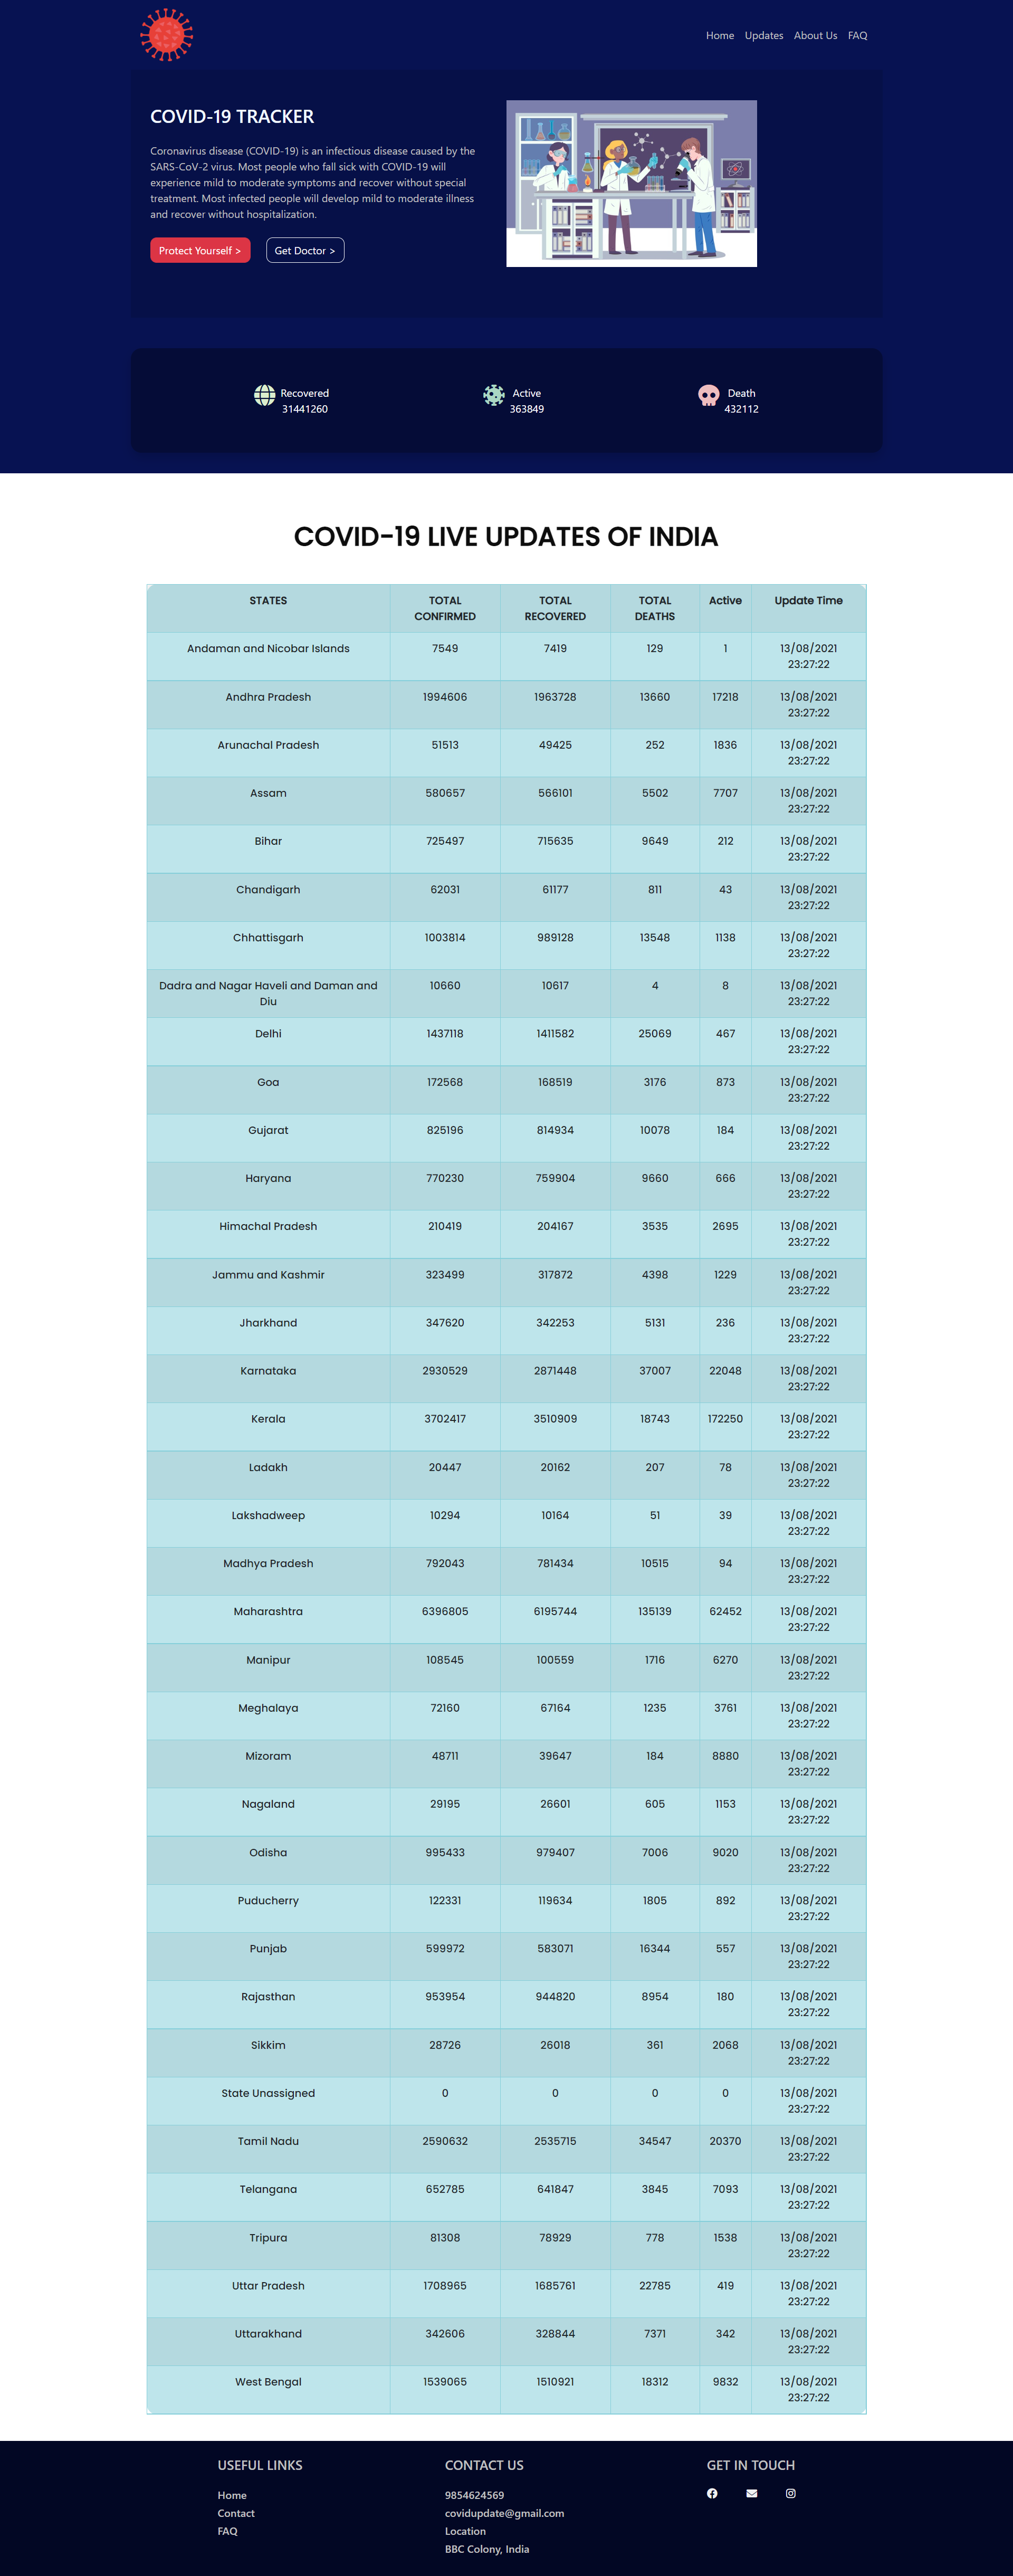 Home Updates About Us FAQ
COVID-19 TRACKER
Coronavirus disease (COVID-19) is an infectious disease caused by the
SARS-CoV-2 virus. Most people who fall sick with COVID-19 will
experience mild to moderate symptoms and recover without special
treatment. Most infected people will develop mild to moderate illness
and recover without hospitalization.
Protect Yourself > Get Doctor >
Recovered Active Death
31441260 363849 432112
COVID-19 LIVE UPDATES OF INDIA
STATES TOTAL TOTAL TOTAL Active Update Time
CONFIRMED RECOVERED DEATHS
Andaman and Nicobar Islands 7549 7419 129 1 13/08/2021
23:27:22
Andhra Pradesh 1994606 1963728 13660 17218 13/08/2021
23:27:22
Arunachal Pradesh 51513 49425 252 1836 13/08/2021
23:27:22
Assam 580657 566101 5502 7707 13/08/2021
23:27:22
Bihar 725497 715635 9649 212 13/08/2021
23:27:22
Chandigarh 62031 61177 811 43 13/08/2021
23:27:22
Chhattisgarh 1003814 989128 13548 1138 13/08/2021
23:27:22
Dadra and Nagar Haveli and Daman and 10660 10617 4 8 13/08/2021
Diu 23:27:22
Delhi 1437118 1411582 25069 467 13/08/2021
23:27:22
Goa 172568 168519 3176 873 13/08/2021
23:27:22
Gujarat 825196 814934 10078 184 13/08/2021
23:27:22
Haryana 770230 759904 9660 666 13/08/2021
23:27:22
Himachal Pradesh 210419 204167 3535 2695 13/08/2021
23:27:22
Jammu and Kashmir 323499 317872 4398 1229 13/08/2021
23:27:22
Jharkhand 347620 342253 5131 236 13/08/2021
23:27:22
Karnataka 2930529 2871448 37007 22048 13/08/2021
23:27:22
Kerala 3702417 3510909 18743 172250 13/08/2021
23:27:22
Ladakh 20447 20162 207 78 13/08/2021
23:27:22
Lakshadweep 10294 10164 51 39 13/08/2021
23:27:22
Madhya Pradesh 792043 781434 10515 94 13/08/2021
23:27:22
Maharashtra 6396805 6195744 135139 62452 13/08/2021
23:27:22
Manipur 108545 100559 1716 6270 13/08/2021
23:27:22
Meghalaya 72160 67164 1235 3761 13/08/2021
23:27:22
Mizoram 48711 39647 184 8880 13/08/2021
23:27:22
Nagaland 29195 26601 605 1153 13/08/2021
23:27:22
Odisha 995433 979407 7006 9020 13/08/2021
23:27:22
Puducherry 122331 119634 1805 892 13/08/2021
23:27:22
Punjab 599972 583071 16344 557 13/08/2021
23:27:22
Rajasthan 953954 944820 8954 180 13/08/2021
23:27:22
Sikkim 28726 26018 361 2068 13/08/2021
23:27:22
State Unassigned 0 0 0 0 13/08/2021
23:27:22
Tamil Nadu 2590632 2535715 34547 20370 13/08/2021
23:27:22
Telangana 652785 641847 3845 7093 13/08/2021
23:27:22
Tripura 81308 78929 778 1538 13/08/2021
23:27:22
Uttar Pradesh 1708965 1685761 22785 419 13/08/2021
23:27:22
Uttarakhand 342606 328844 7371 342 13/08/2021
23:27:22
West Bengal 1539065 1510921 18312 9832 13/08/2021
23:27:22
USEFUL LINKS
Home
Contact
FAQ
CONTACT US
9854624569
covidupdate@gmail.com
Location
BBC Colony, India
GET IN TOUCH